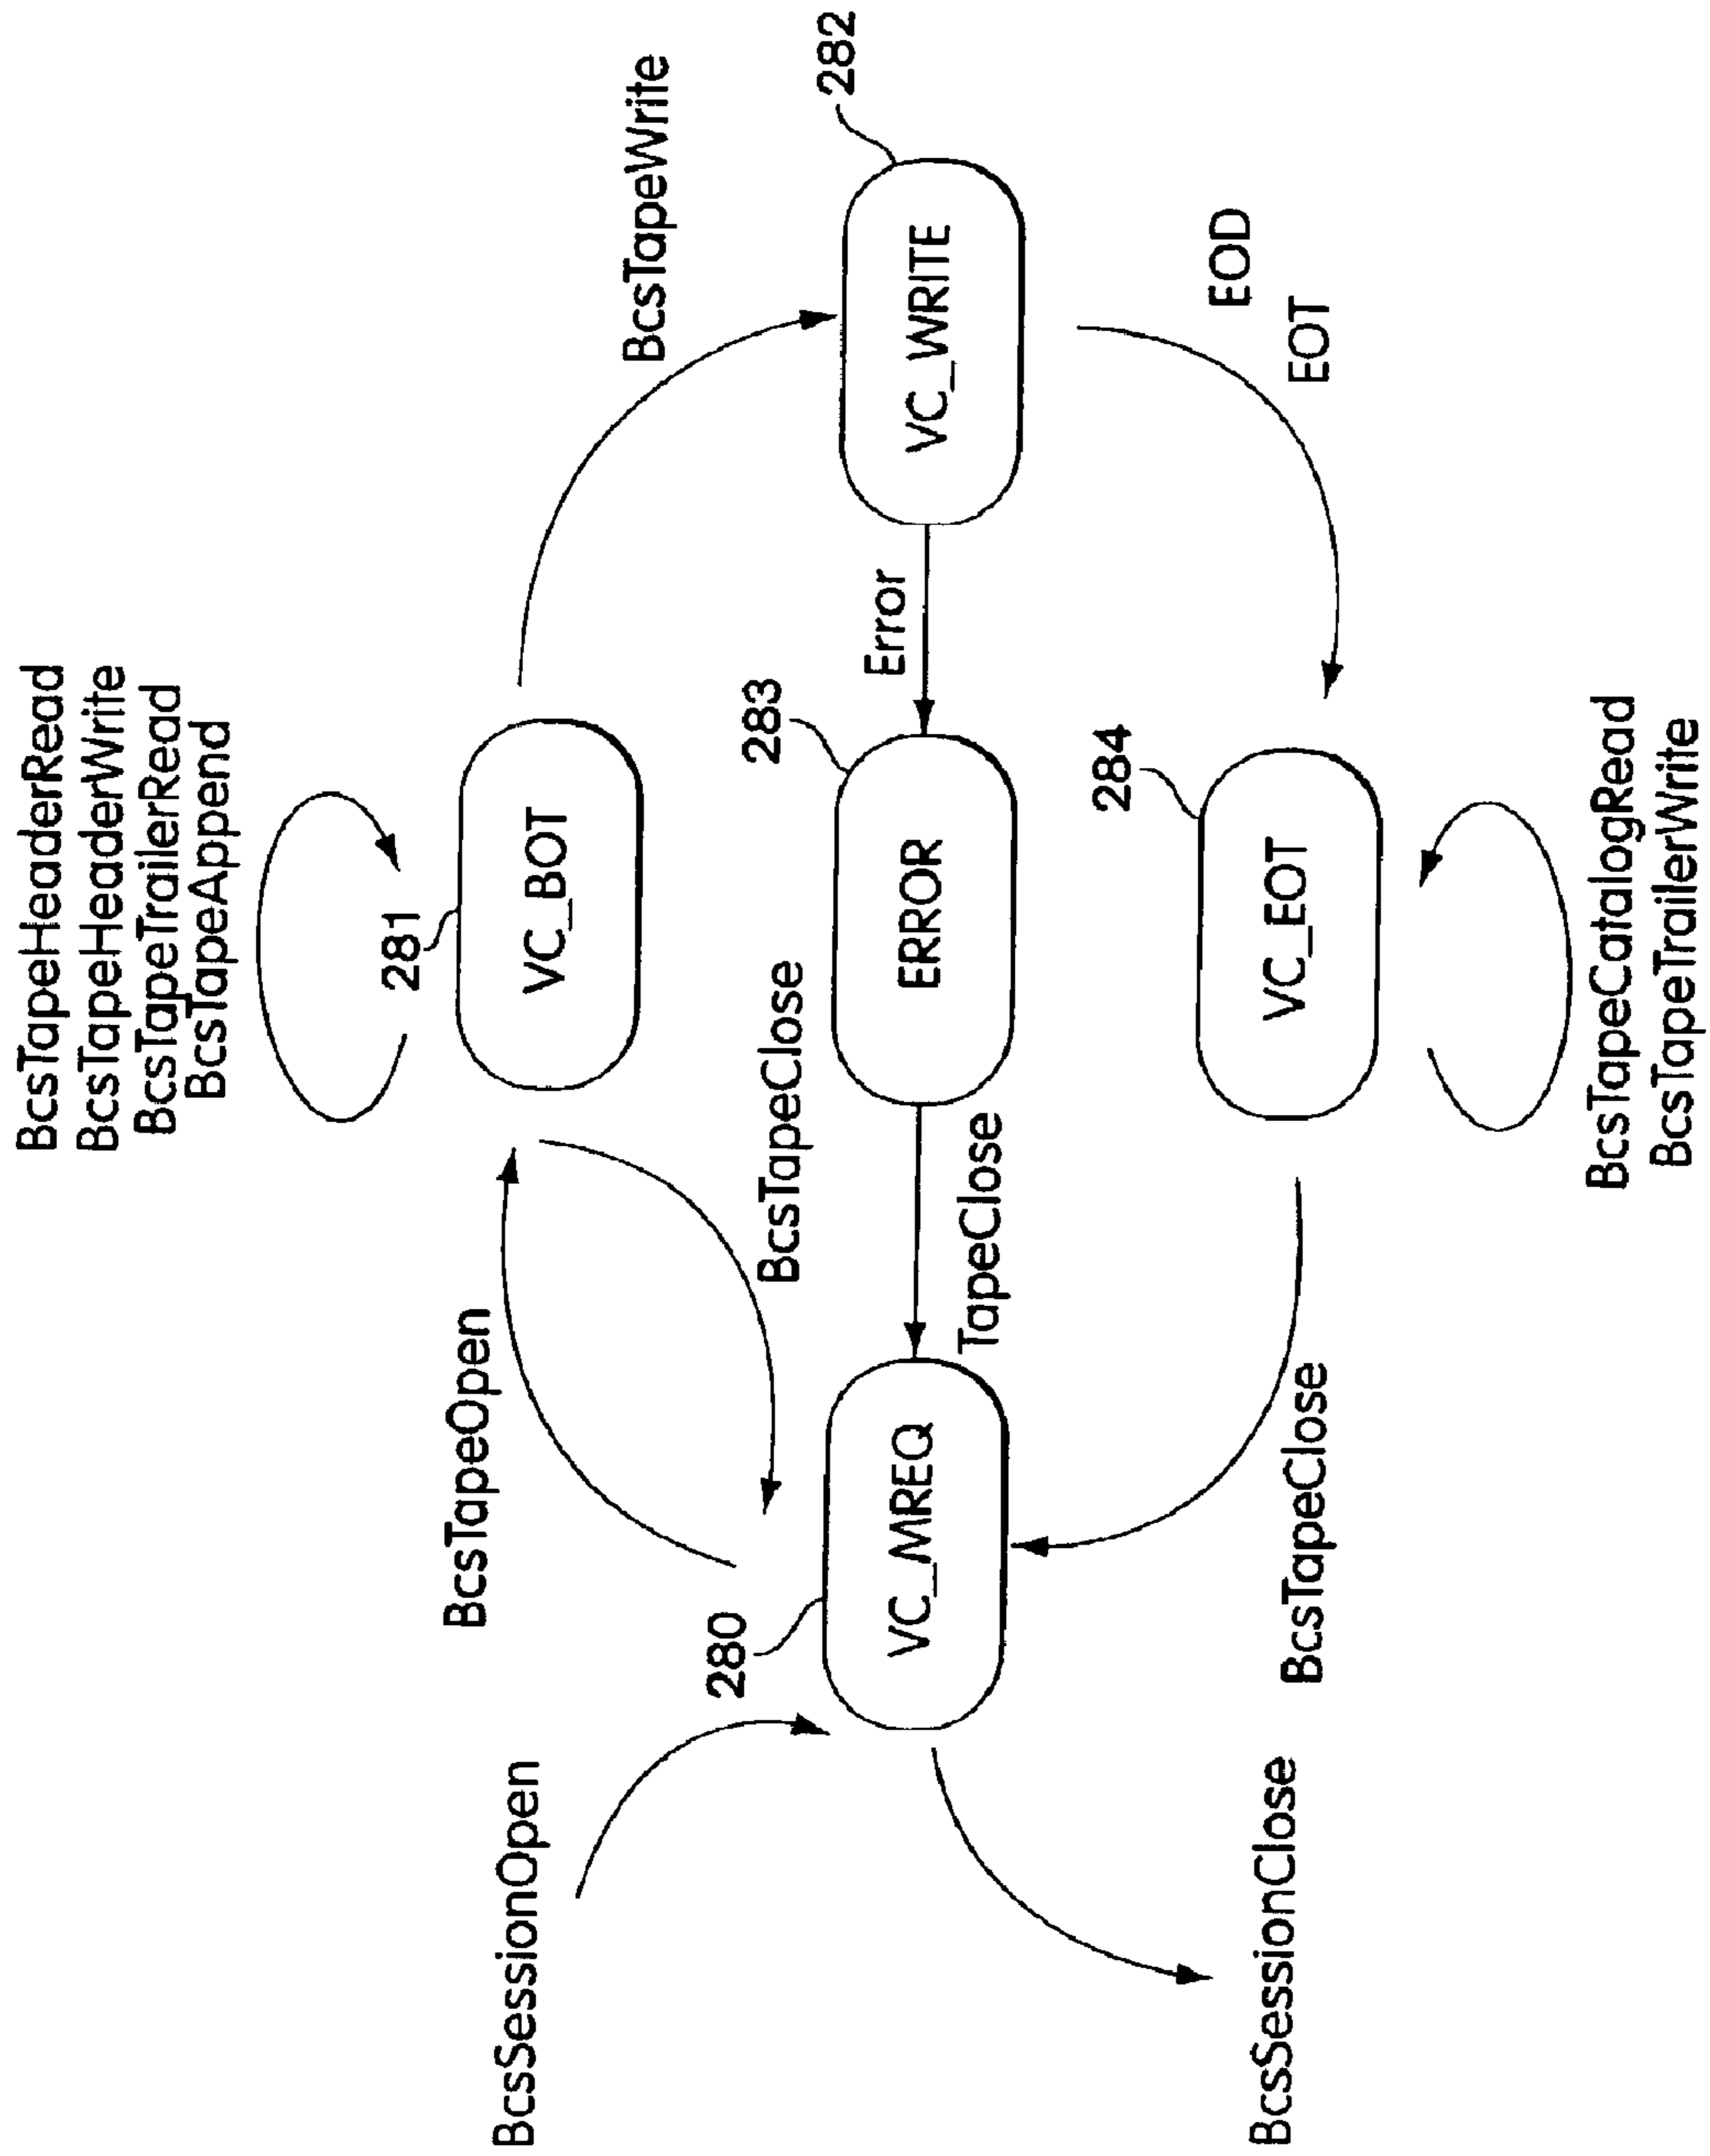 BcsTapeHeaderRead
BcsTapeHeaderWrite
BcsTapeTrailerRead
BcsTapeAppend
281
VC_BOT
BcsTapeOpen
BcsTapeClose
BcsTapeWrite
BcsSessionOpen
280
VC_MREQ
TapeClose
283
ERROR
Error
282
VC_WRITE
284
VC_EOT
EOD
EOT
BcsTapeClose
BcsSessionClose
BcsTapeCatalogRead
BcsTapeTrailerWrite